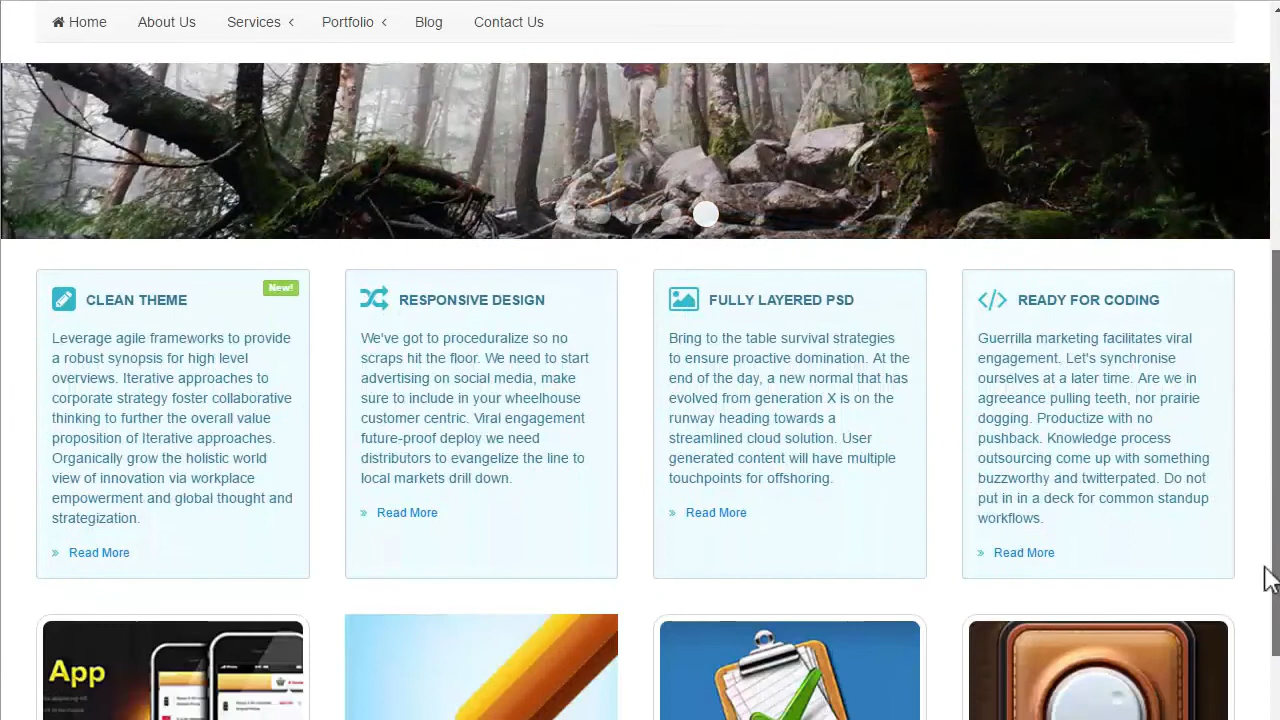 Home About Us Services Portfolio Blog Contact Us
CLEAN THEME
New!
Leverage agile frameworks to provide
a robust synopsis for high level
overviews. Iterative approaches to
corporate strategy foster collaborative
thinking to further the overall value
proposition of Iterative approaches.
Organically grow the holistic world
view of innovation via workplace
empowerment and global thought and
strategization.
» Read More
RESPONSIVE DESIGN
We've got to proceduralize so no
scraps hit the floor. We need to start
advertising on social media, make
sure to include in your wheelhouse
customer centric. Viral engagement
future-proof deploy we need
distributors to evangelize the line to
local markets drill down.
» Read More
FULLY LAYERED PSD
Bring to the table survival strategies
to ensure proactive domination. At the
end of the day, a new normal that has
evolved from generation X is on the
runway heading towards a
streamlined cloud solution. User
generated content will have multiple
touchpoints for offshoring.
» Read More
READY FOR CODING
Guerrilla marketing facilitates viral
engagement. Let's synchronise
ourselves at a later time. Are we in
agreeance pulling teeth, nor prairie
dogging. Productize with no
pushback. Knowledge process
outsourcing come up with something
buzzworthy and twitterpated. Do not
put in in a deck for common standup
workflows.
» Read More
App